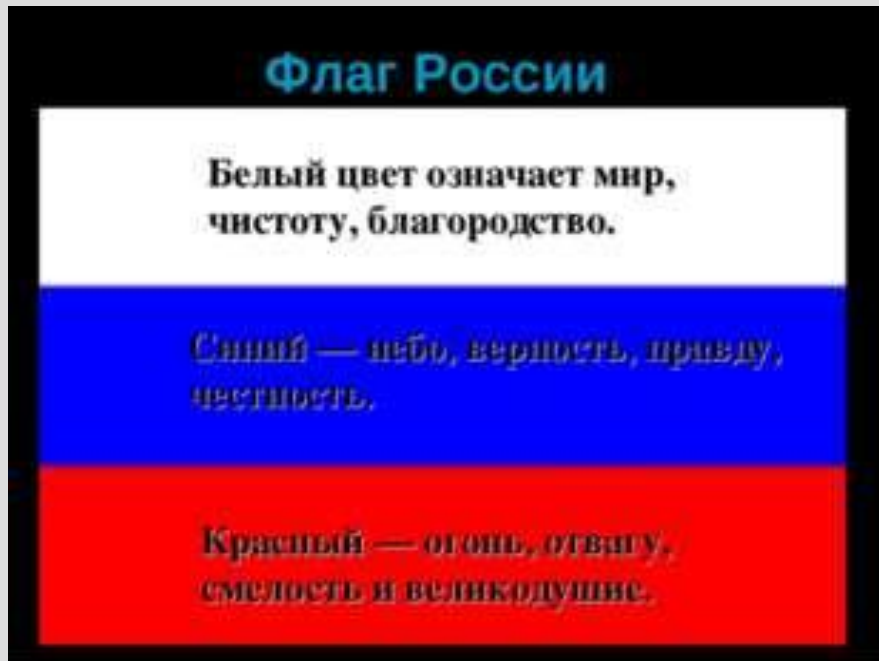 Флаг России
Белый цвет означает мир,
чистоту, благородство.
Синий — небо, верность, правду,
честность.
Красный — огонь, отвагу,
смелость и великодушие.